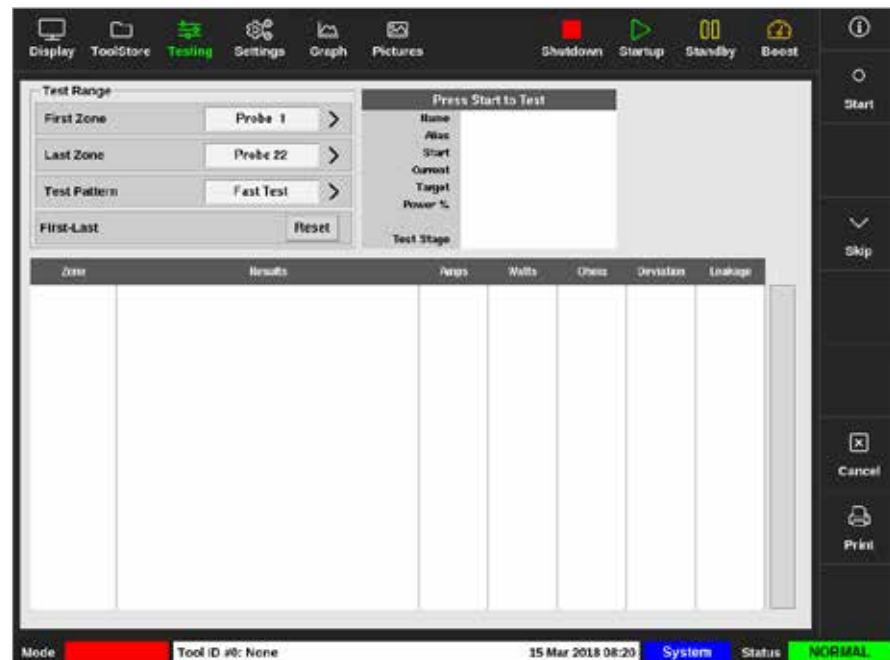 Display ToolStore Testing Settings Graph Pictures Shutdown Startup Standby Boost
Test Range
First Zone Probe 1
Last Zone Probe 22
Test Pattern Fast Test
First-Last Reset
Press Start to Test
Name
Alias
Start
Current
Target
Power %
Test Stage
Zone Results Amps Watts Ohms Deviation Leakage
Start
Skip
Cancel
Print
Mode Tool ID #0: None 15 Mar 2018 08:20 System Status NORMAL